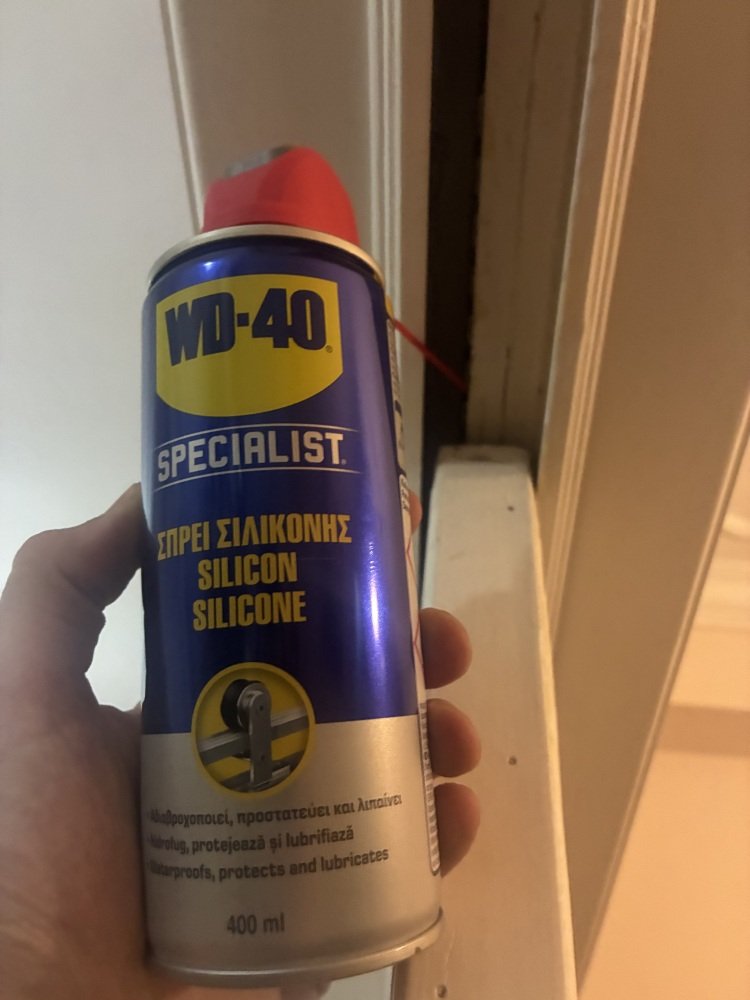 WD-40
SPECIALIST
ΣΠΡΕΙ ΣΙΛΙΚΟΝΗΣ
SILICON
SILICONE
Αδιαβροχοποιεί, προστατεύει και λιπαίνει
Hidrofug, protejează și lubrifiază
Waterproofs, protects and lubricates
400 ml